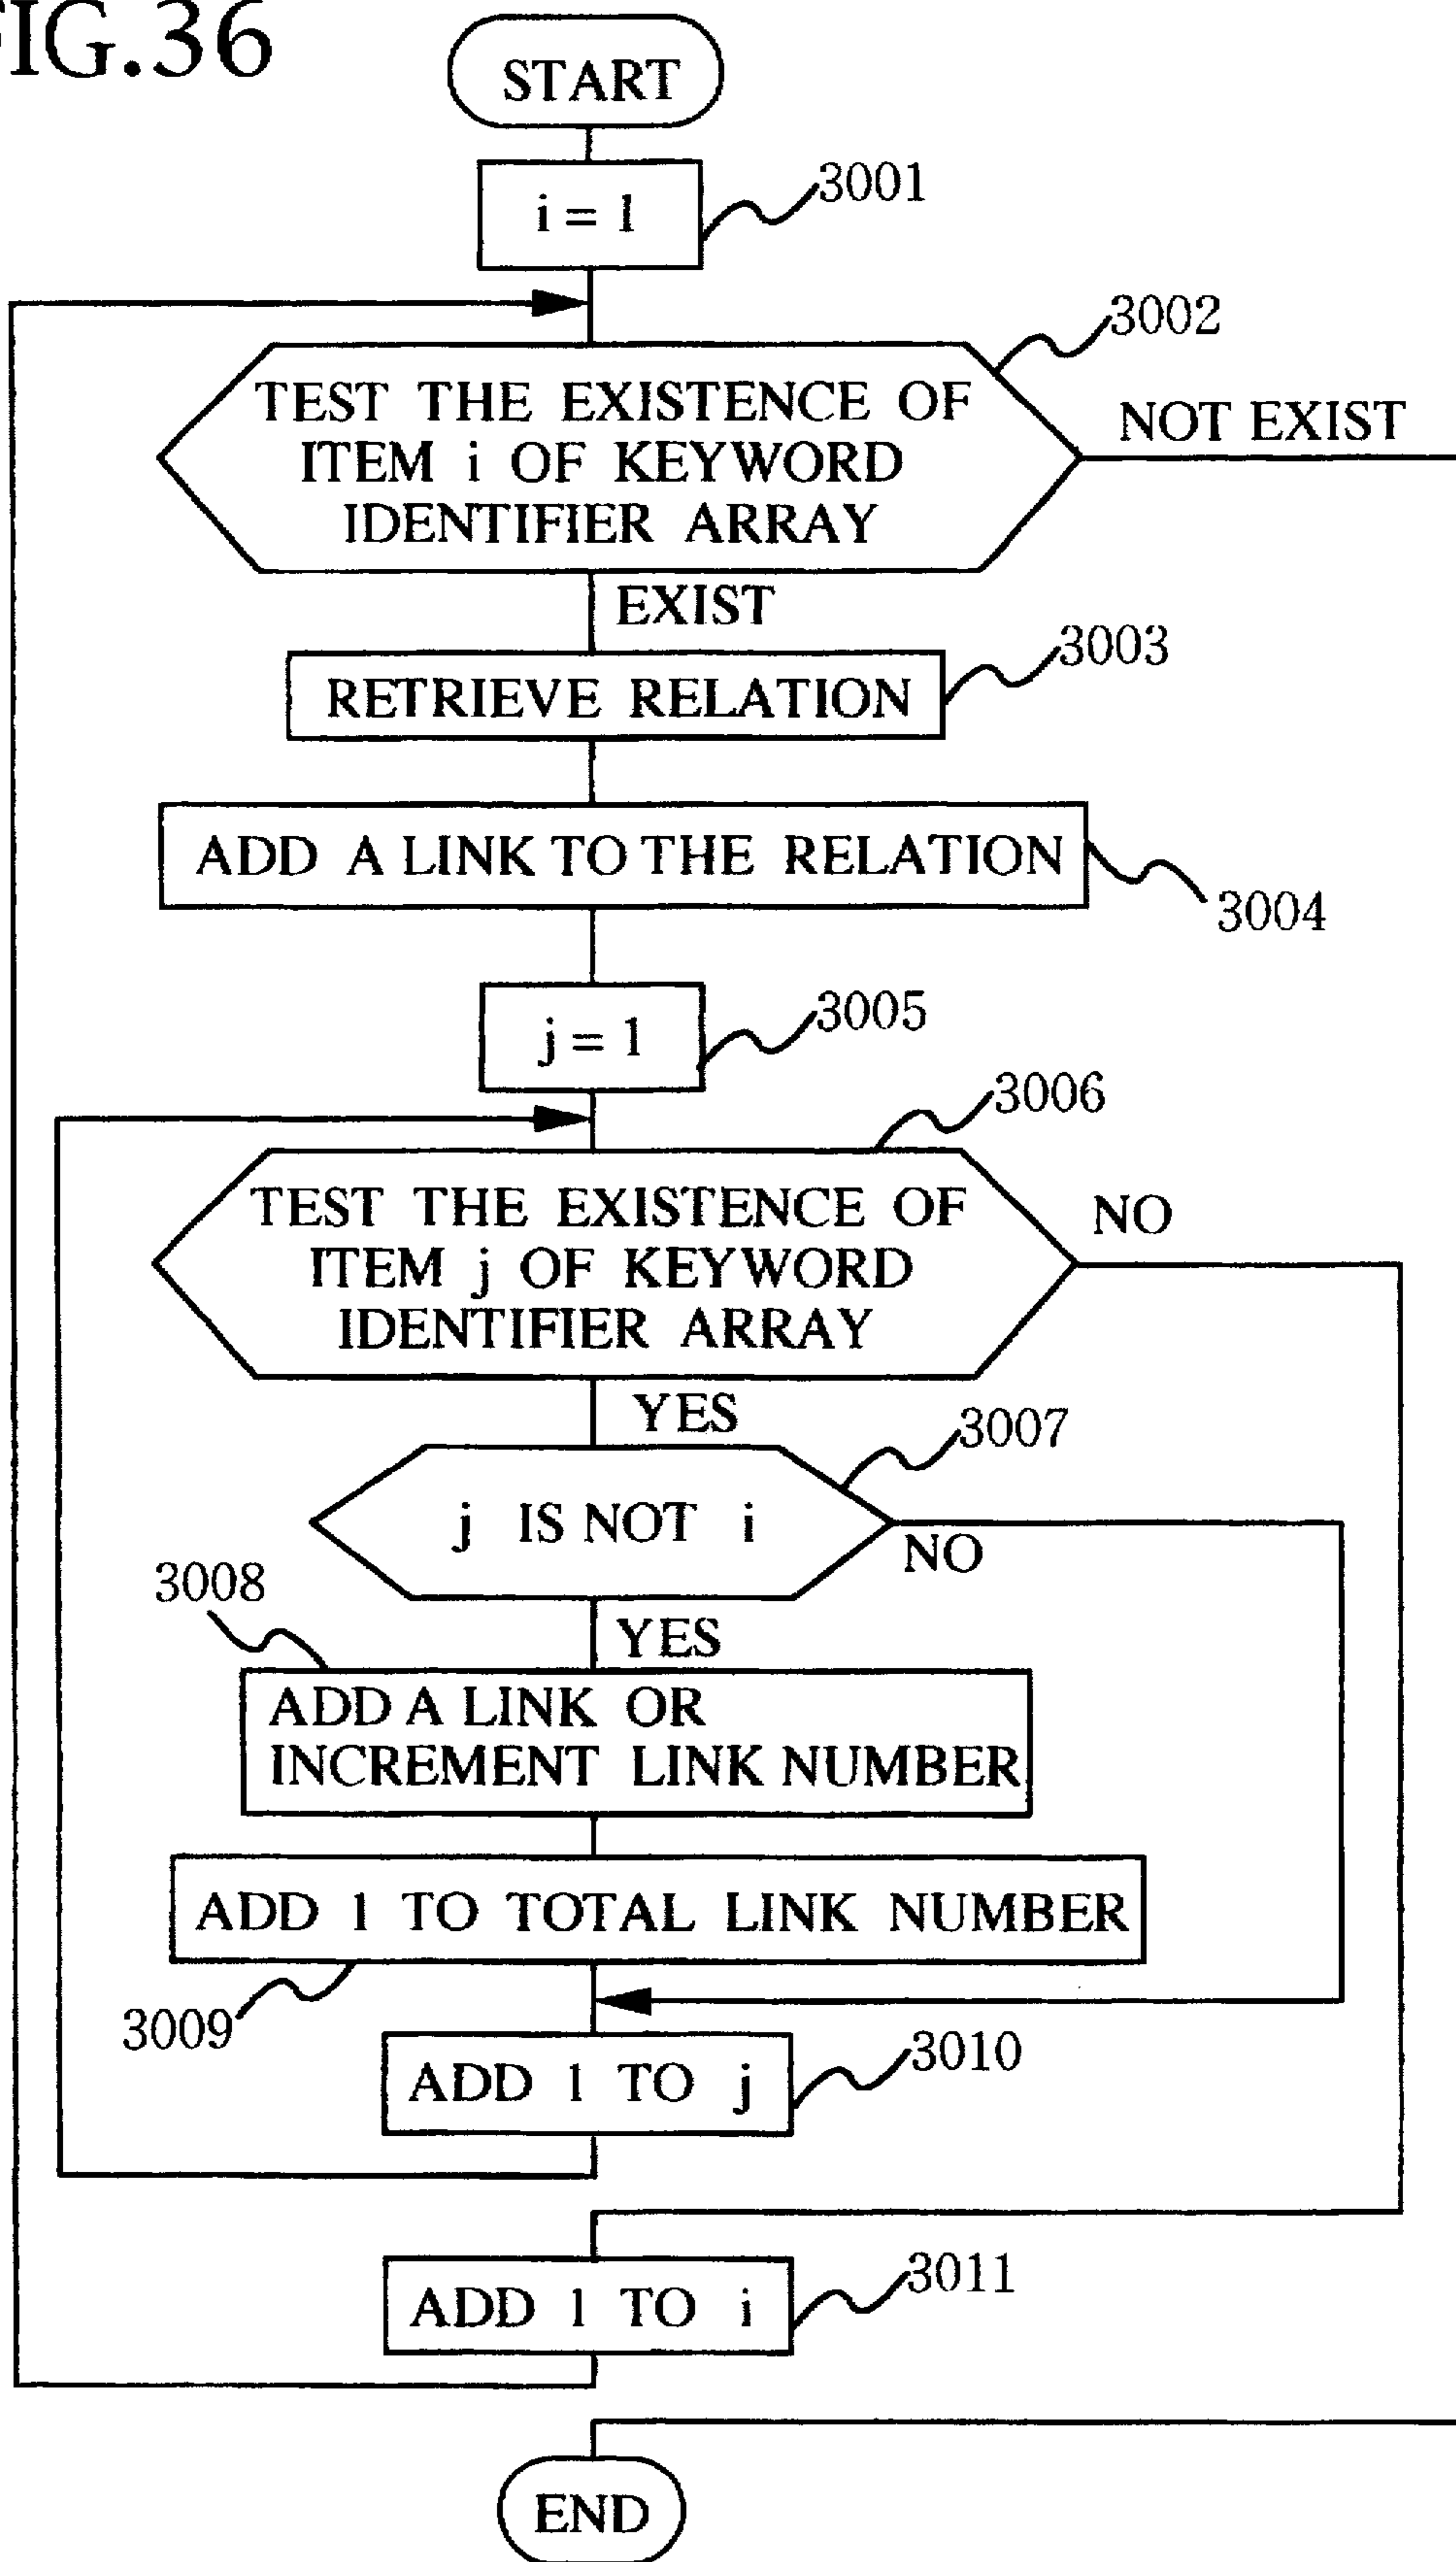 FIG.36
START
i = 1
3001
3002
TEST THE EXISTENCE OF
ITEM i OF KEYWORD
IDENTIFIER ARRAY
NOT EXIST
EXIST
3003
RETRIEVE RELATION
ADD A LINK TO THE RELATION
3004
j = 1
3005
3006
TEST THE EXISTENCE OF
ITEM j OF KEYWORD
IDENTIFIER ARRAY
NO
YES
3007
j IS NOT i
NO
3008
YES
ADD A LINK OR
INCREMENT LINK NUMBER
ADD 1 TO TOTAL LINK NUMBER
3009
3010
ADD 1 TO j
3011
ADD 1 TO i
END